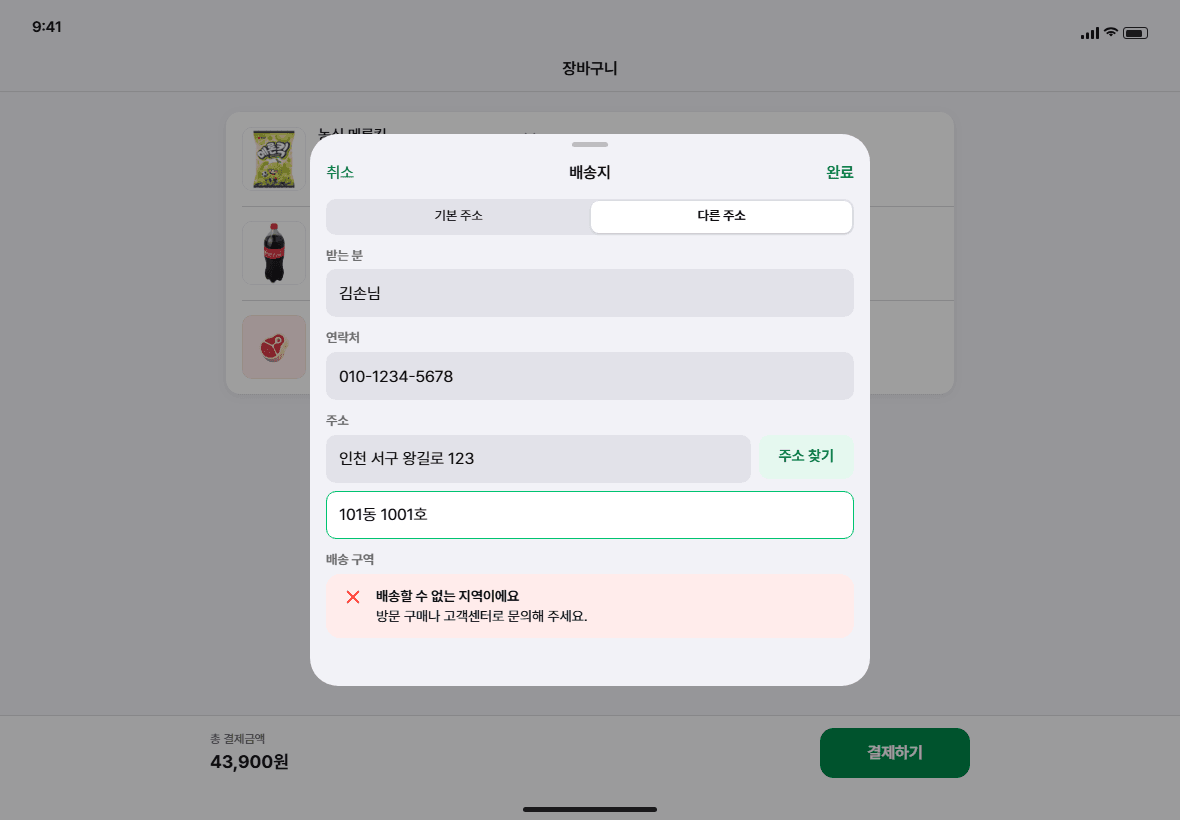 9:41
장바구니
취소
배송지
완료
기본 주소
다른 주소
받는 분
김손님
연락처
010-1234-5678
주소
인천 서구 왕길로 123
주소 찾기
101동 1001호
배송 구역
배송할 수 없는 지역이에요
방문 구매나 고객센터로 문의해 주세요.
총 결제금액
43,900원
결제하기